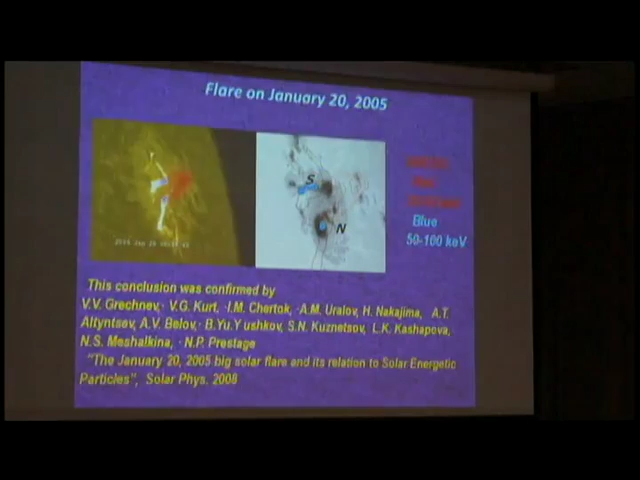 Flare on January 20, 2005
S
N
Blue
50-100 keV
This conclusion was confirmed by
V.V. Grechnev, · V.G. Kurt, ·I.M. Chertok, ·A.M. Uralov, H. Nakajima, A.T.
Altyntsev, A.V. Belov, · B.Yu.Yushkov, S.N. Kuznetsov, L.K. Kashapova,
N.S. Meshalkina, · N.P. Prestage
"The January 20, 2005 big solar flare and its relation to Solar Energetic
Particles", Solar Phys. 2008